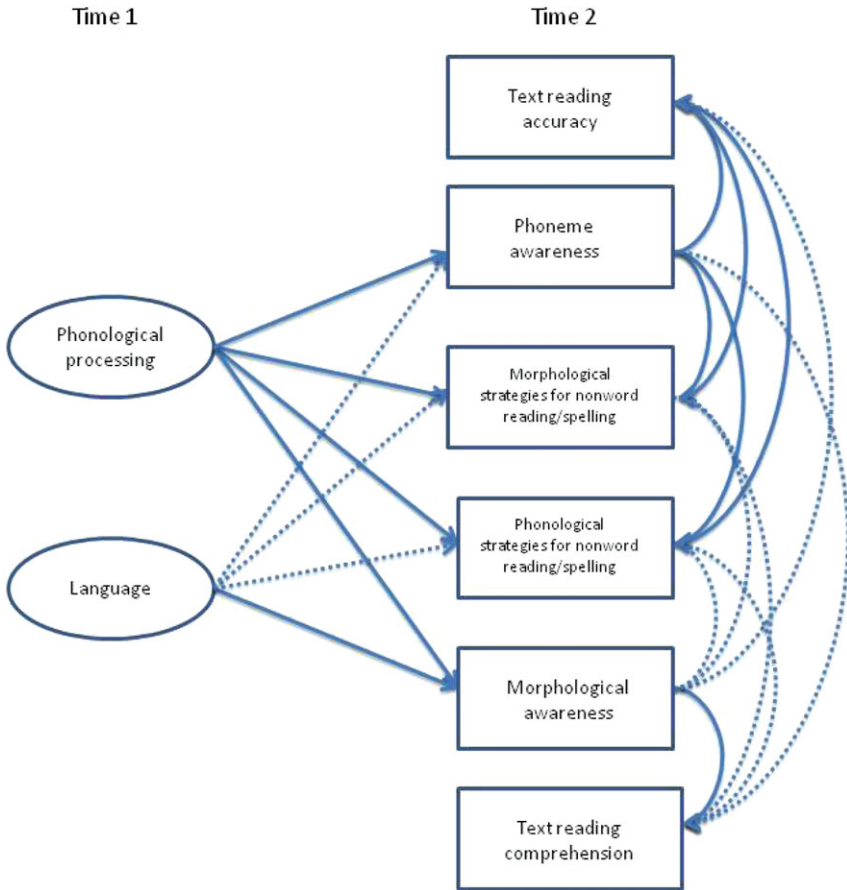 Time 1
Time 2
Text reading
accuracy
Phoneme
awareness
Phonological
processing
Morphological
strategies for nonword
reading/spelling
Phonological
strategies for nonword
reading/spelling
Language
Morphological
awareness
Text reading
comprehension